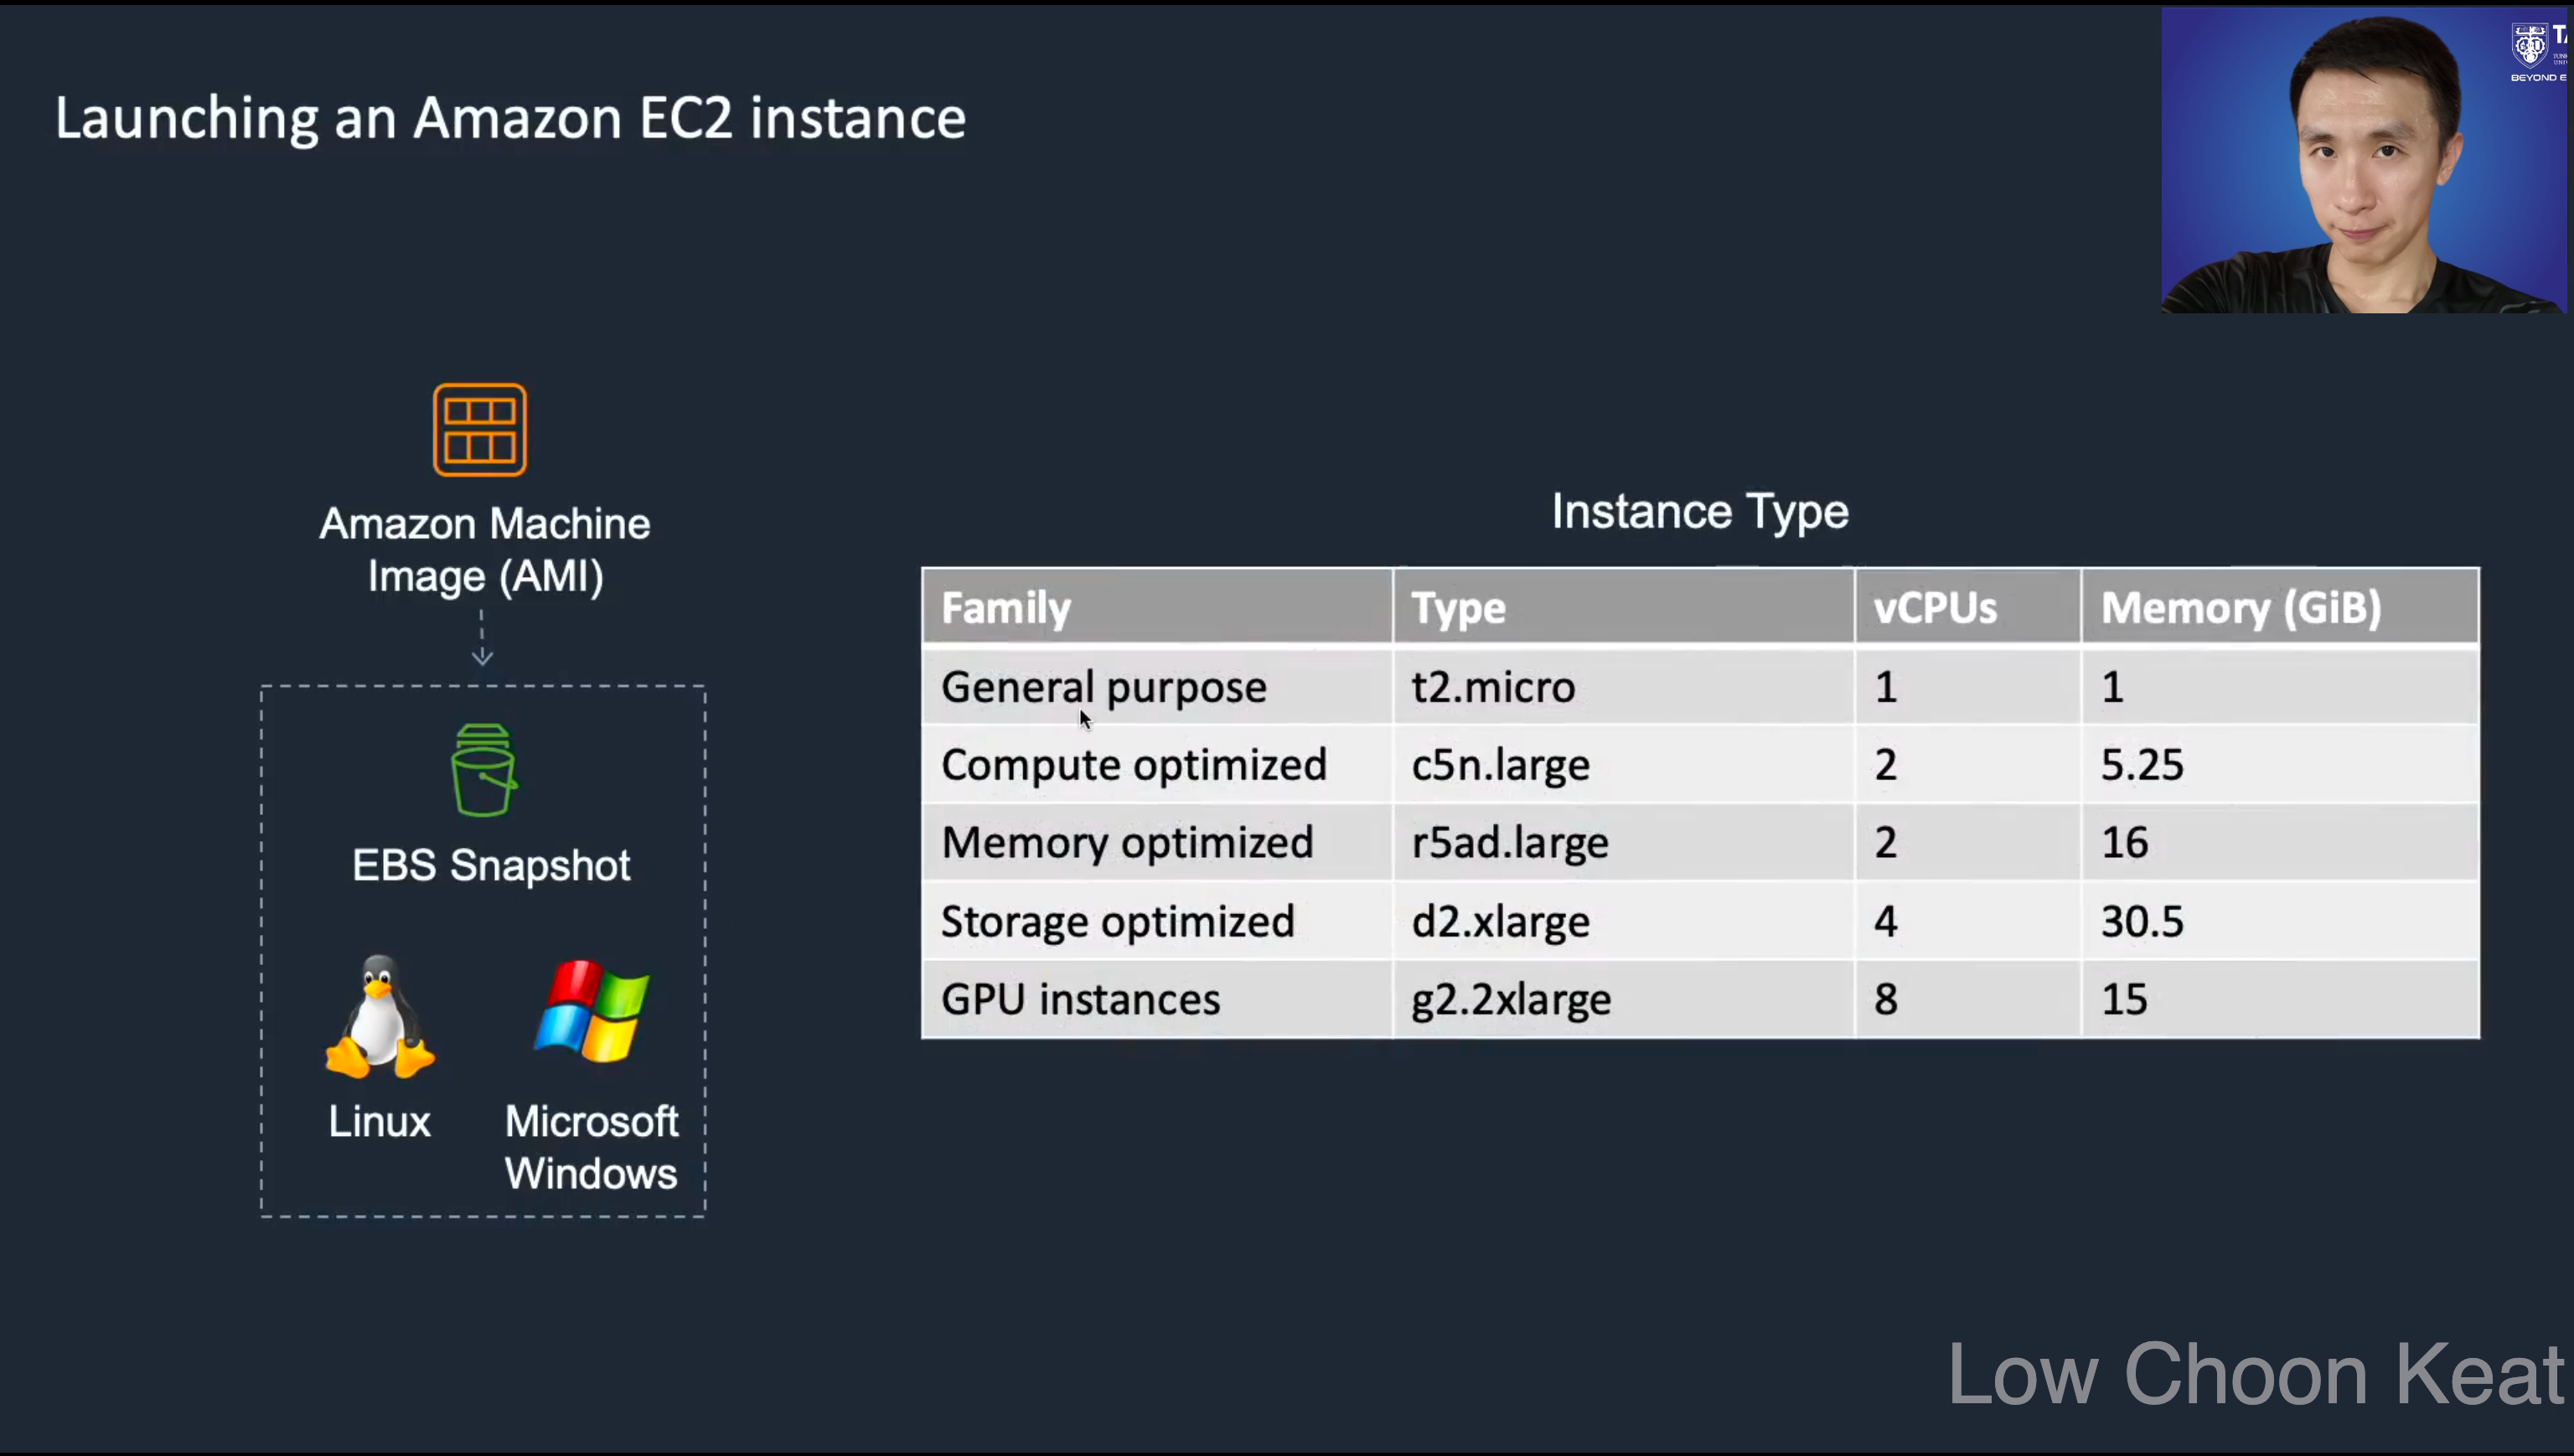 Launching an Amazon EC2 instance
BEYOND E
Amazon Machine
Image (AMI)
EBS Snapshot
Linux
Microsoft
Windows
Instance Type
Family Type vCPUs Memory (GiB)
General purpose t2.micro 1 1
Compute optimized c5n.large 2 5.25
Memory optimized r5ad.large 2 16
Storage optimized d2.xlarge 4 30.5
GPU instances g2.2xlarge 8 15
Low Choon Keat